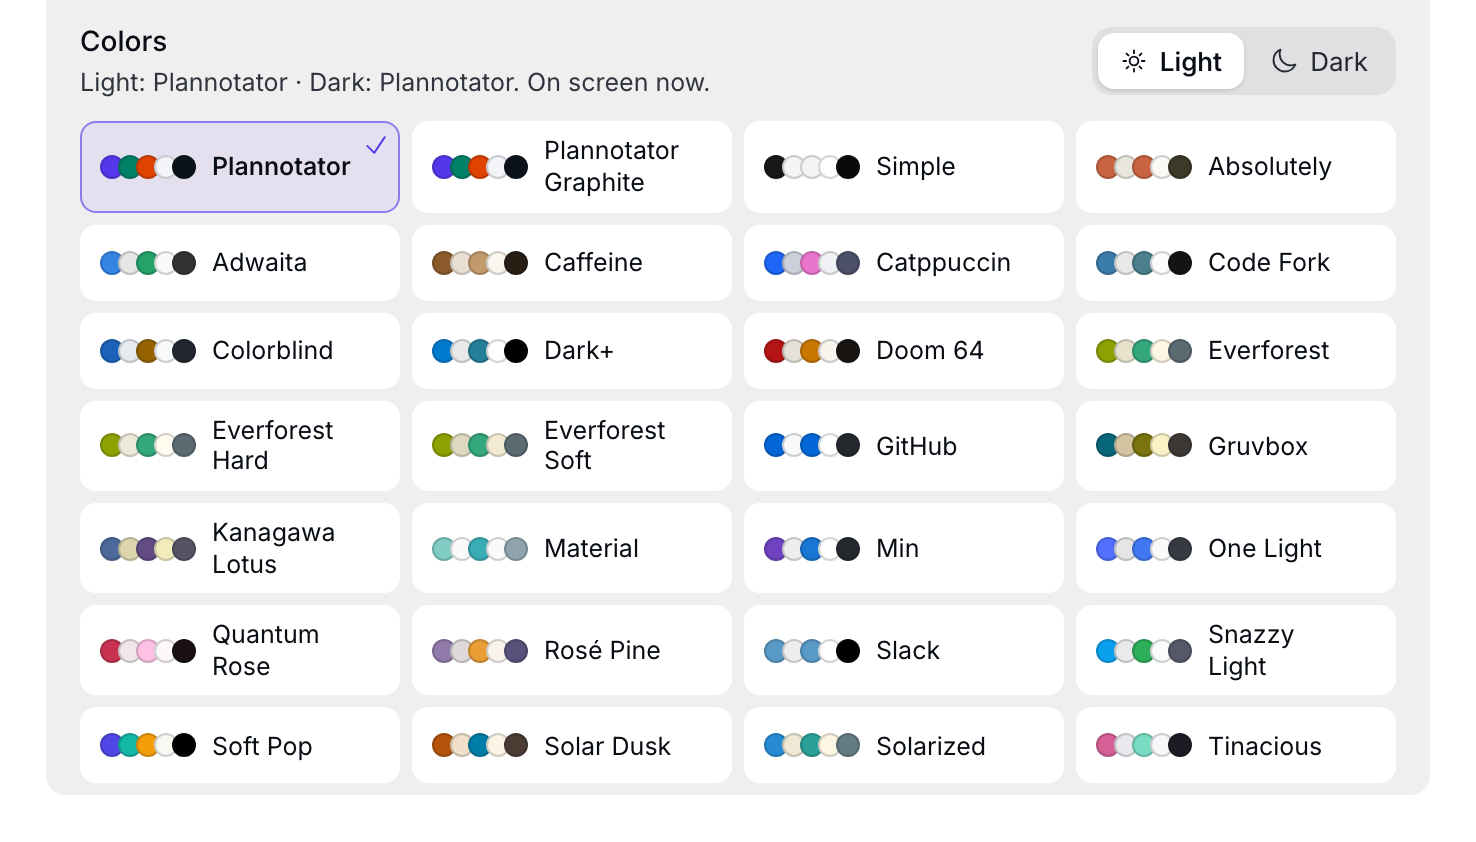 Colors
Light: Plannotator · Dark: Plannotator. On screen now.
Light
Dark
Plannotator
Plannotator
Graphite
Simple
Absolutely
Adwaita
Caffeine
Catppuccin
Code Fork
Colorblind
Dark+
Doom 64
Everforest
Everforest
Hard
Everforest
Soft
GitHub
Gruvbox
Kanagawa
Lotus
Material
Min
One Light
Quantum
Rose
Rosé Pine
Slack
Snazzy
Light
Soft Pop
Solar Dusk
Solarized
Tinacious